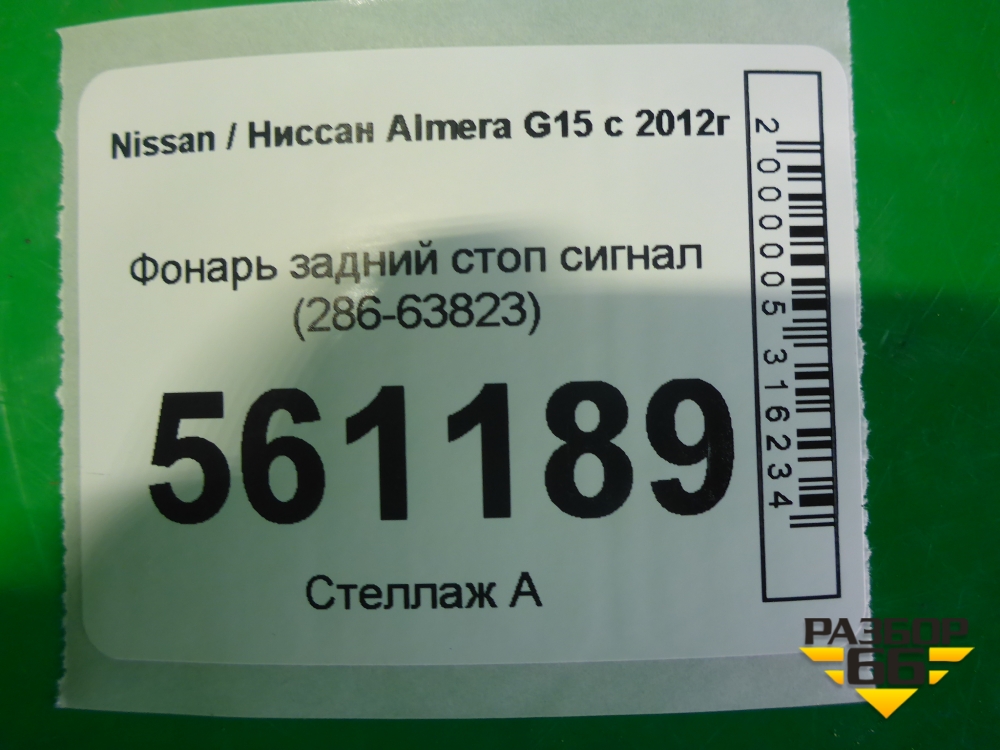 Nissan / Ниссан Almera G15 с 2012г
Фонарь задний стоп сигнал
(286-63823)
561189
Стеллаж А
2000005316234
РАЗБОР
66